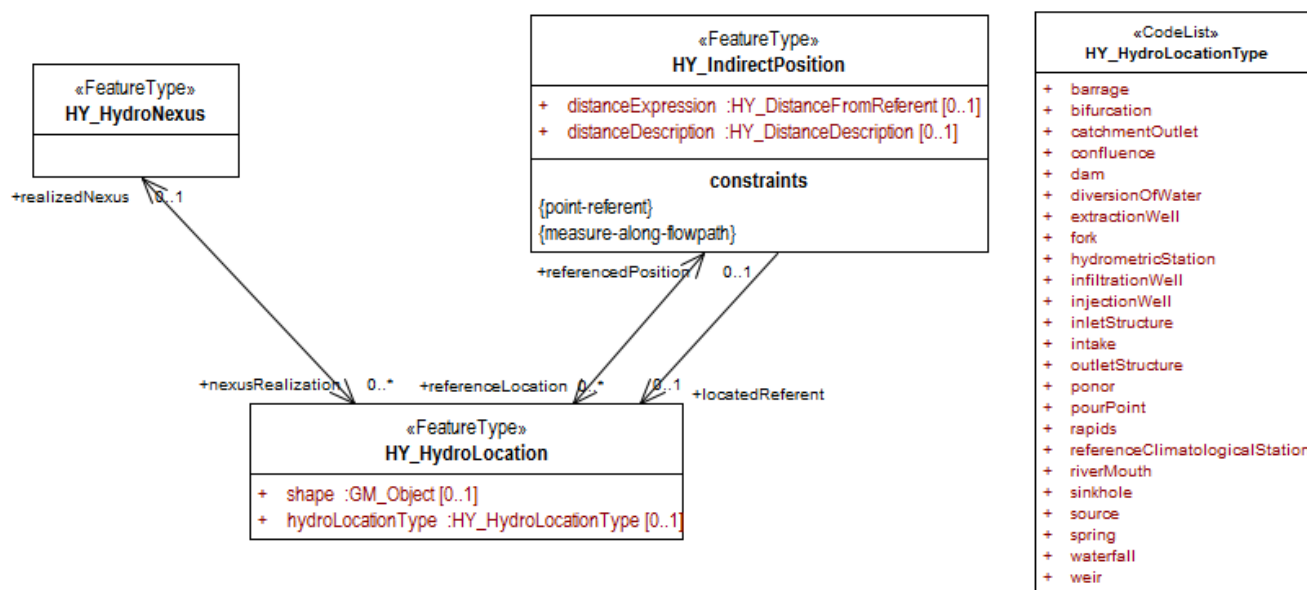 «FeatureType»
HY_HydroNexus
+realizedNexus
0..1
«FeatureType»
HY_IndirectPosition
+ distanceExpression :HY_DistanceFromReferent [0..1]
+ distanceDescription :HY_DistanceDescription [0..1]
constraints
{point-referent}
{measure-along-flowpath}
+referencedPosition
0..1
+nexusRealization
0..*
+referenceLocation
0..*
0..1
+locatedReferent
«FeatureType»
HY_HydroLocation
+ shape :GM_Object [0..1]
+ hydroLocationType :HY_HydroLocationType [0..1]
«CodeList»
HY_HydroLocationType
+ barrage
+ bifurcation
+ catchmentOutlet
+ confluence
+ dam
+ diversionOfWater
+ extractionWell
+ fork
+ hydrometricStation
+ infiltrationWell
+ injectionWell
+ inletStructure
+ intake
+ outletStructure
+ ponor
+ pourPoint
+ rapids
+ referenceClimatologicalStation
+ riverMouth
+ sinkhole
+ source
+ spring
+ waterfall
+ weir